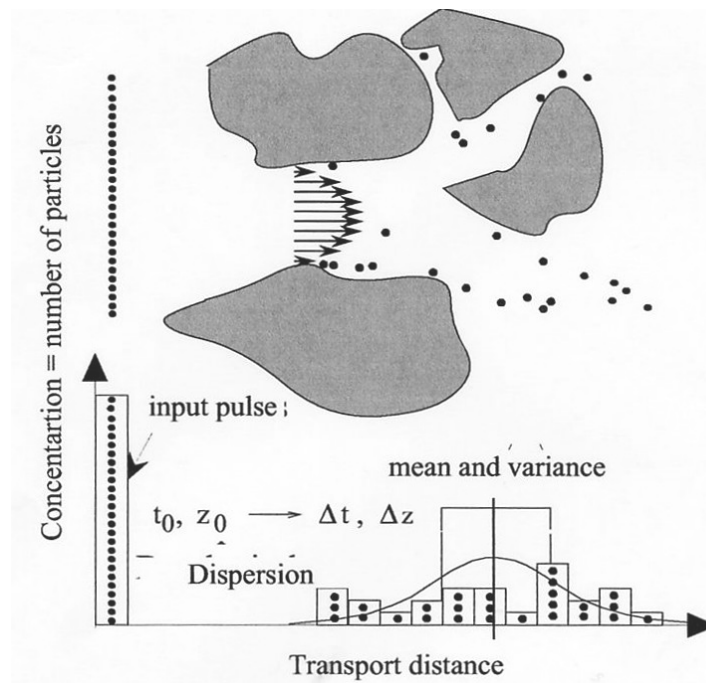 Concentartion = number of particles
input pulse
mean and variance
t0, z0 → Δt, Δz
Dispersion
Transport distance